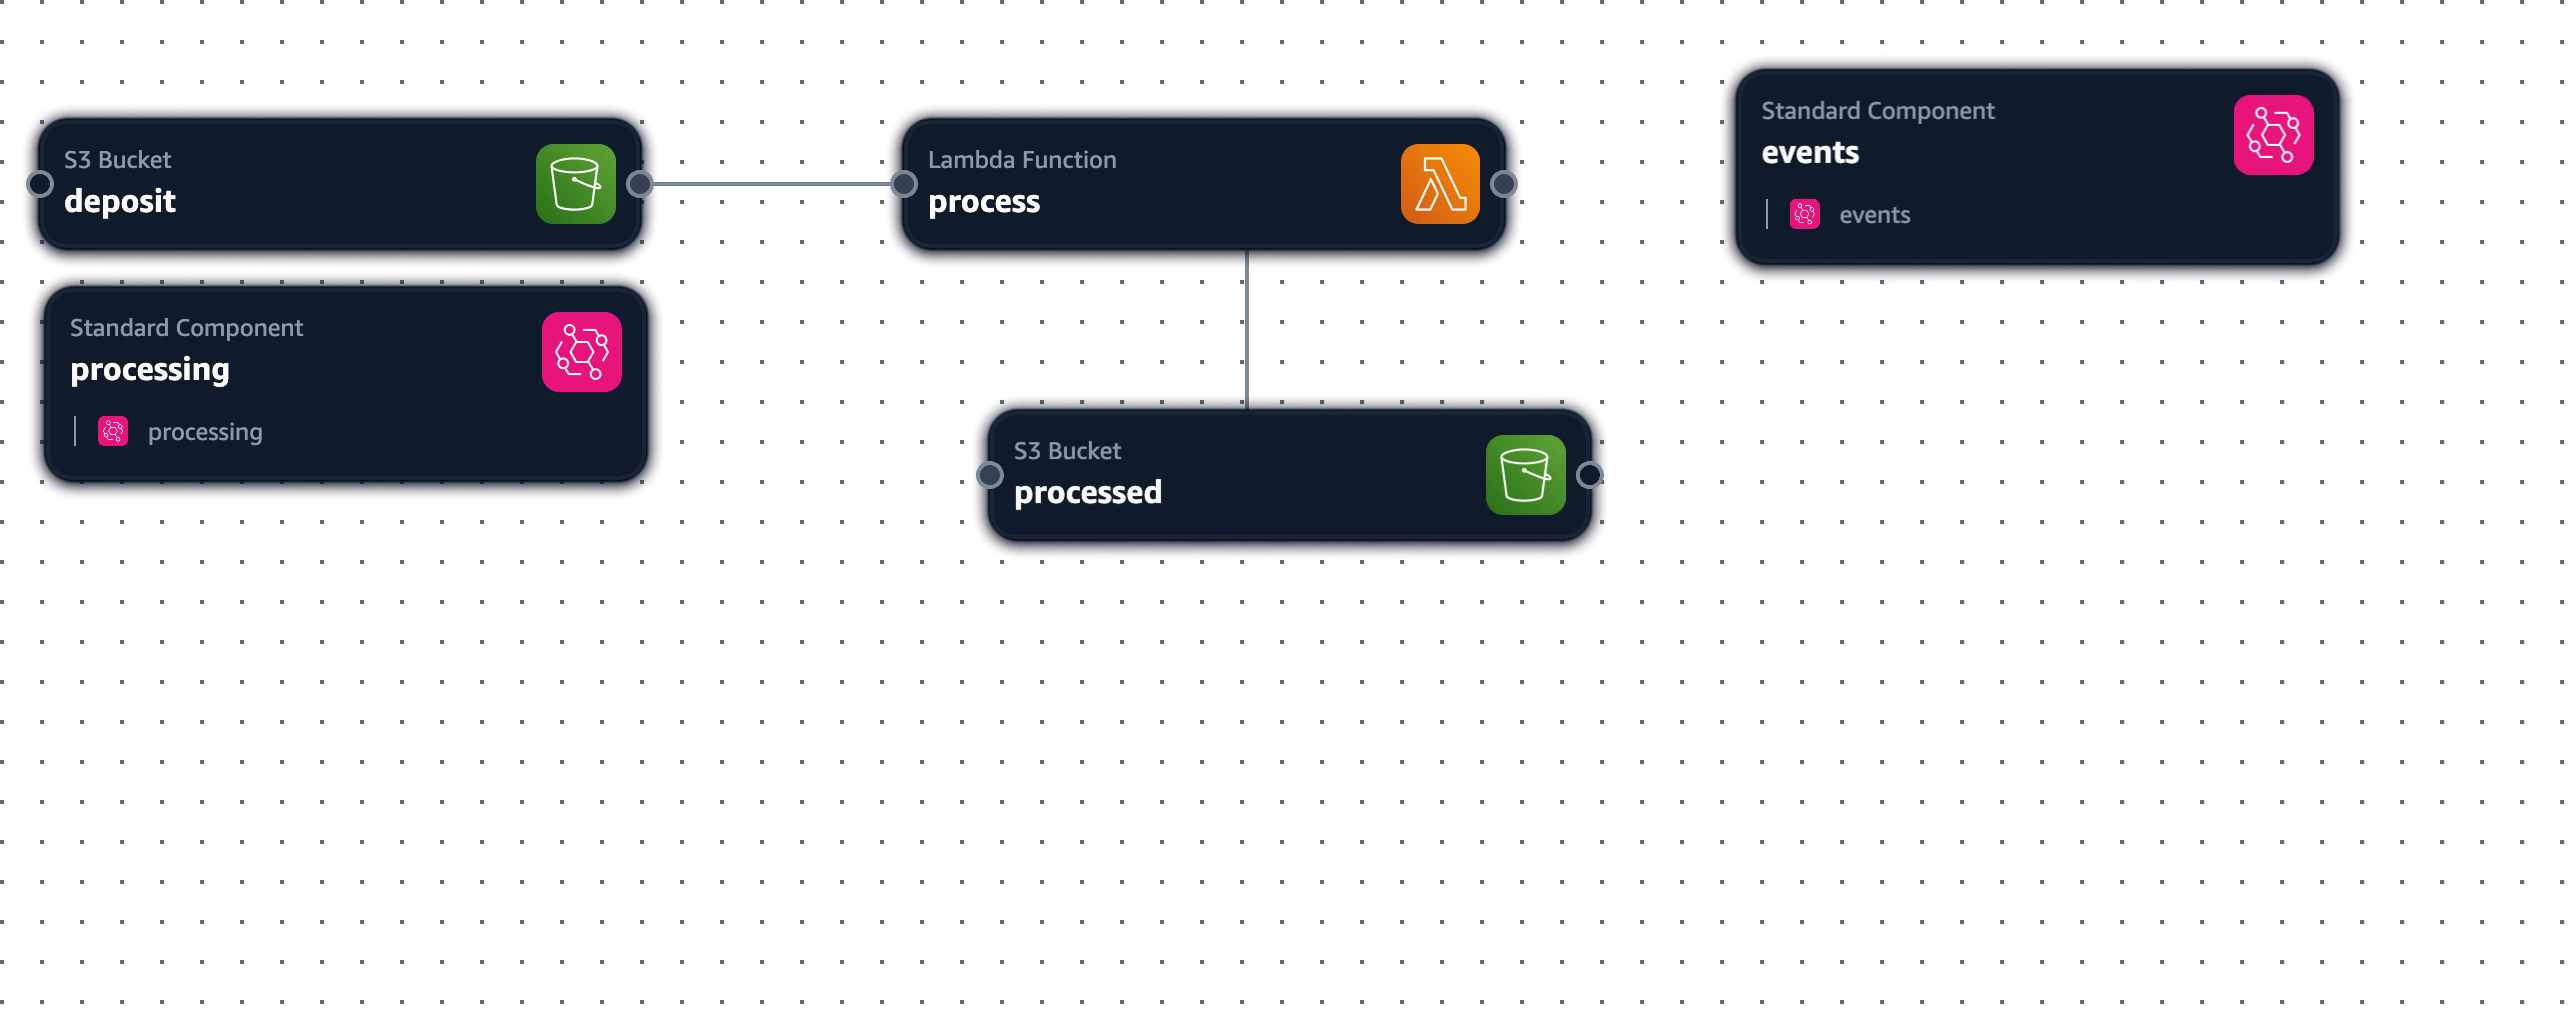 S3 Bucket
deposit
Standard Component
processing
processing
Lambda Function
process
S3 Bucket
processed
Standard Component
events
events